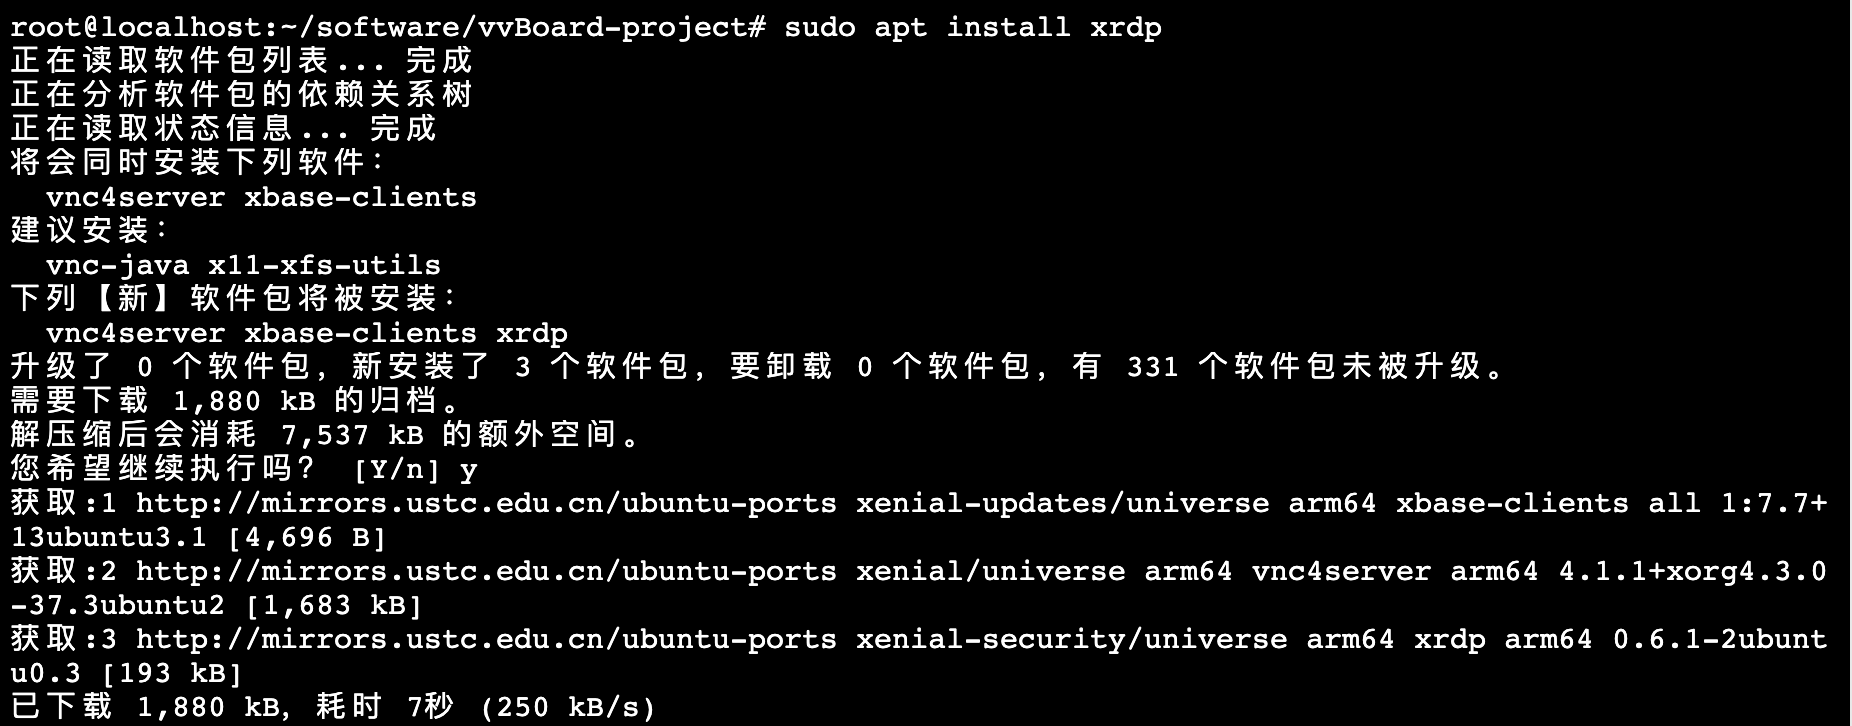 root@localhost:~/software/vvBoard-project# sudo apt install xrdp
正在读取软件包列表... 完成
正在分析软件包的依赖关系树
正在读取状态信息... 完成
将会同时安装下列软件：
  vnc4server xbase-clients
建议安装：
  vnc-java x11-xfs-utils
下列【新】软件包将被安装：
  vnc4server xbase-clients xrdp
升级了 0 个软件包，新安装了 3 个软件包，要卸载 0 个软件包，有 331 个软件包未被升级。
需要下载 1,880 kB 的归档。
解压缩后会消耗 7,537 kB 的额外空间。
您希望继续执行吗？ [Y/n] y
获取:1 http://mirrors.ustc.edu.cn/ubuntu-ports xenial-updates/universe arm64 xbase-clients all 1:7.7+
13ubuntu3.1 [4,696 B]
获取:2 http://mirrors.ustc.edu.cn/ubuntu-ports xenial/universe arm64 vnc4server arm64 4.1.1+xorg4.3.0
-37.3ubuntu2 [1,683 kB]
获取:3 http://mirrors.ustc.edu.cn/ubuntu-ports xenial-security/universe arm64 xrdp arm64 0.6.1-2ubunt
u0.3 [193 kB]
已下载 1,880 kB，耗时 7秒 (250 kB/s)